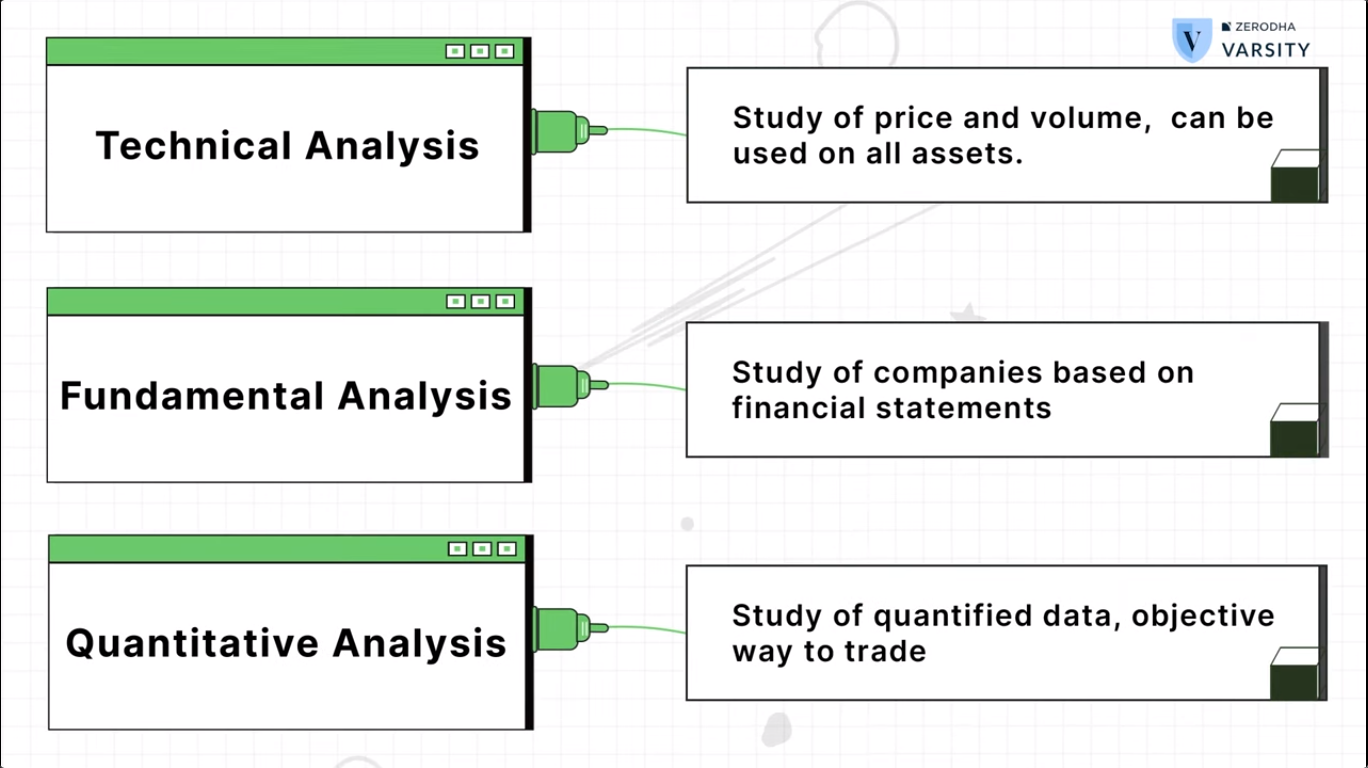 ZERODHA
VARSITY
Technical Analysis
Study of price and volume,  can be
used on all assets.
Fundamental Analysis
Study of companies based on
financial statements
Quantitative Analysis
Study of quantified data, objective
way to trade